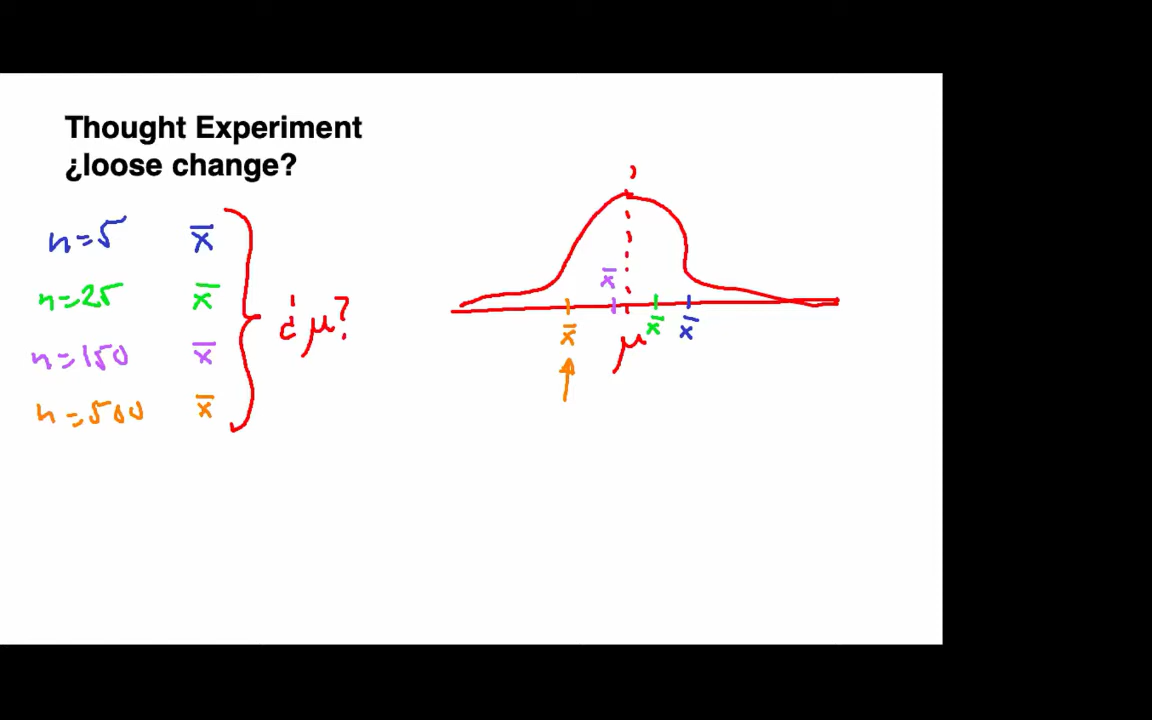 Thought Experiment
¿loose change?
n=5 x̄
n=25 x̄
n=150 x̄
n=500 x̄
¿μ?
x̄
x̄
μ
x̄
x̄